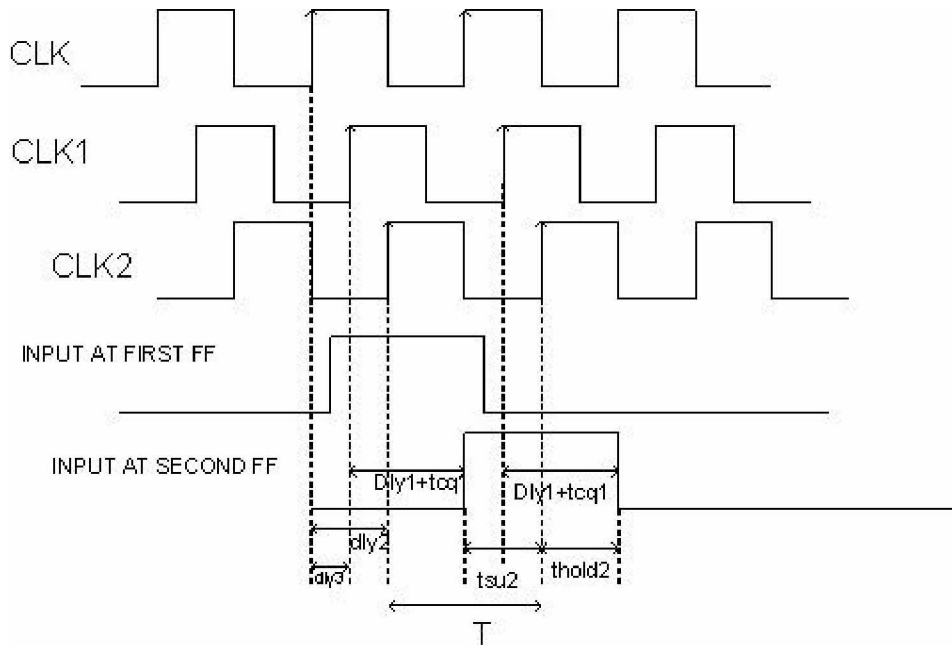 CLK
CLK1
CLK2
INPUT AT FIRST FF
INPUT AT SECOND FF
Dly1+tcq1
Dly1+tcq1
dly2
dly3
tsu2
thold2
T